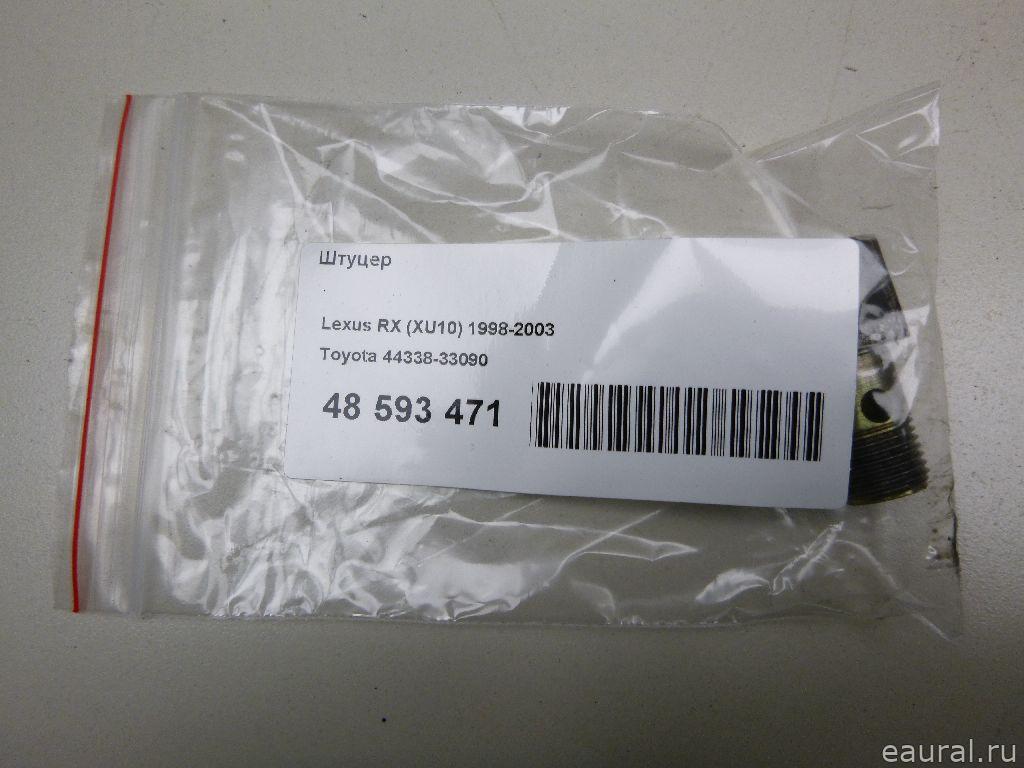 Штуцер
Lexus RX (XU10) 1998-2003
Toyota 44338-33090
48 593 471
eaural.ru